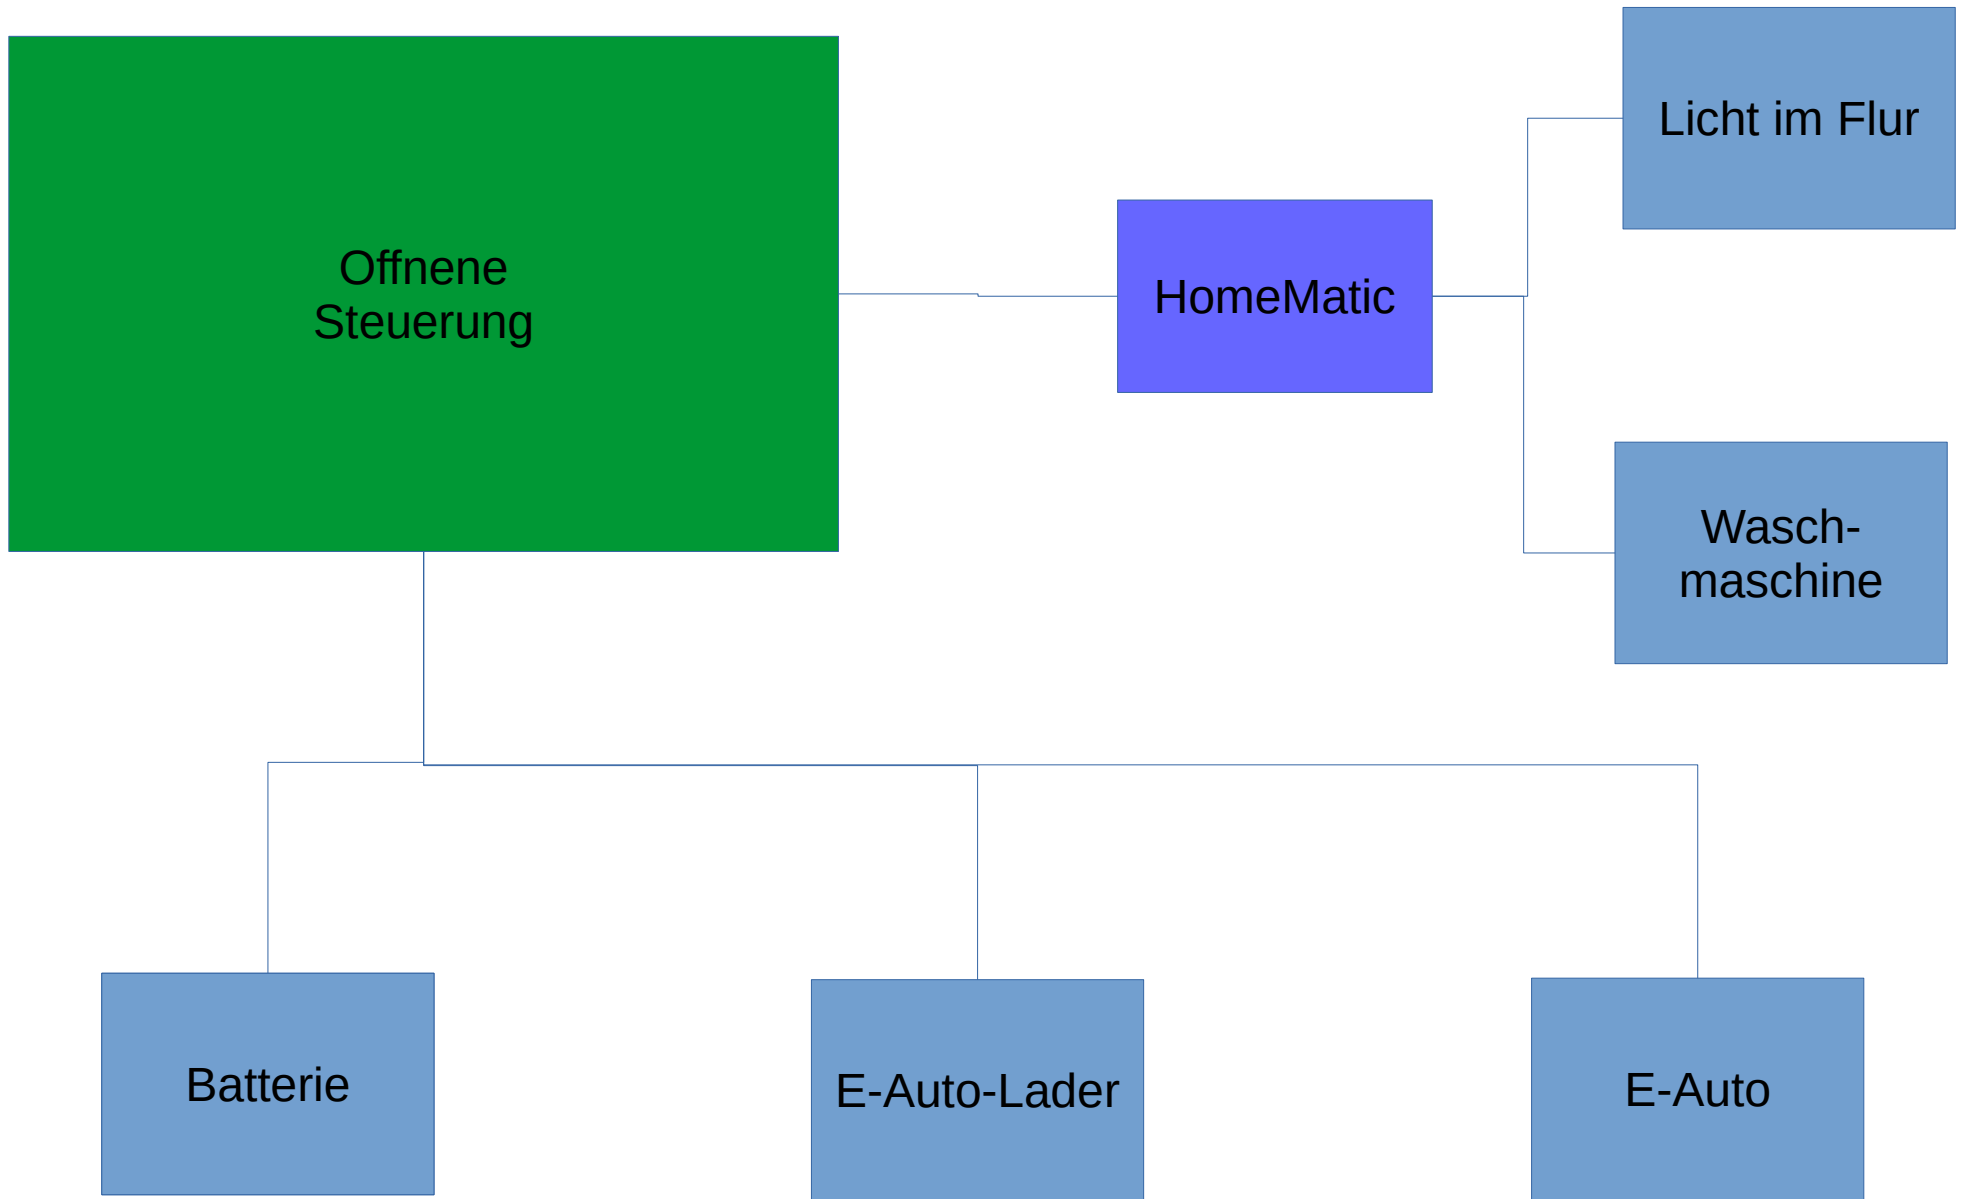 Offnene
Steuerung
HomeMatic
Licht im Flur
Wasch-
maschine
Batterie
E-Auto-Lader
E-Auto